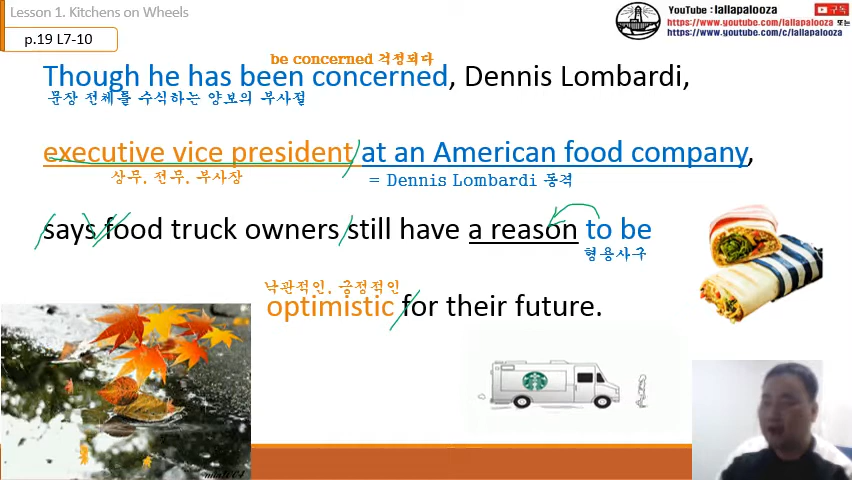 Lesson 1. Kitchens on Wheels
YouTube : lallapalooza
구독
https://www.youtube.com/lallapalooza 또는
https://www.youtube.com/c/lallapalooza
p.19 L7-10
be concerned 걱정되다
Though he has been concerned, Dennis Lombardi,
문장 전체를 수식하는 양보의 부사절
executive vice president at an American food company,
상무, 전무, 부사장
= Dennis Lombardi 동격
says food truck owners still have a reason to be
형용사구
낙관적인, 긍정적인
optimistic for their future.